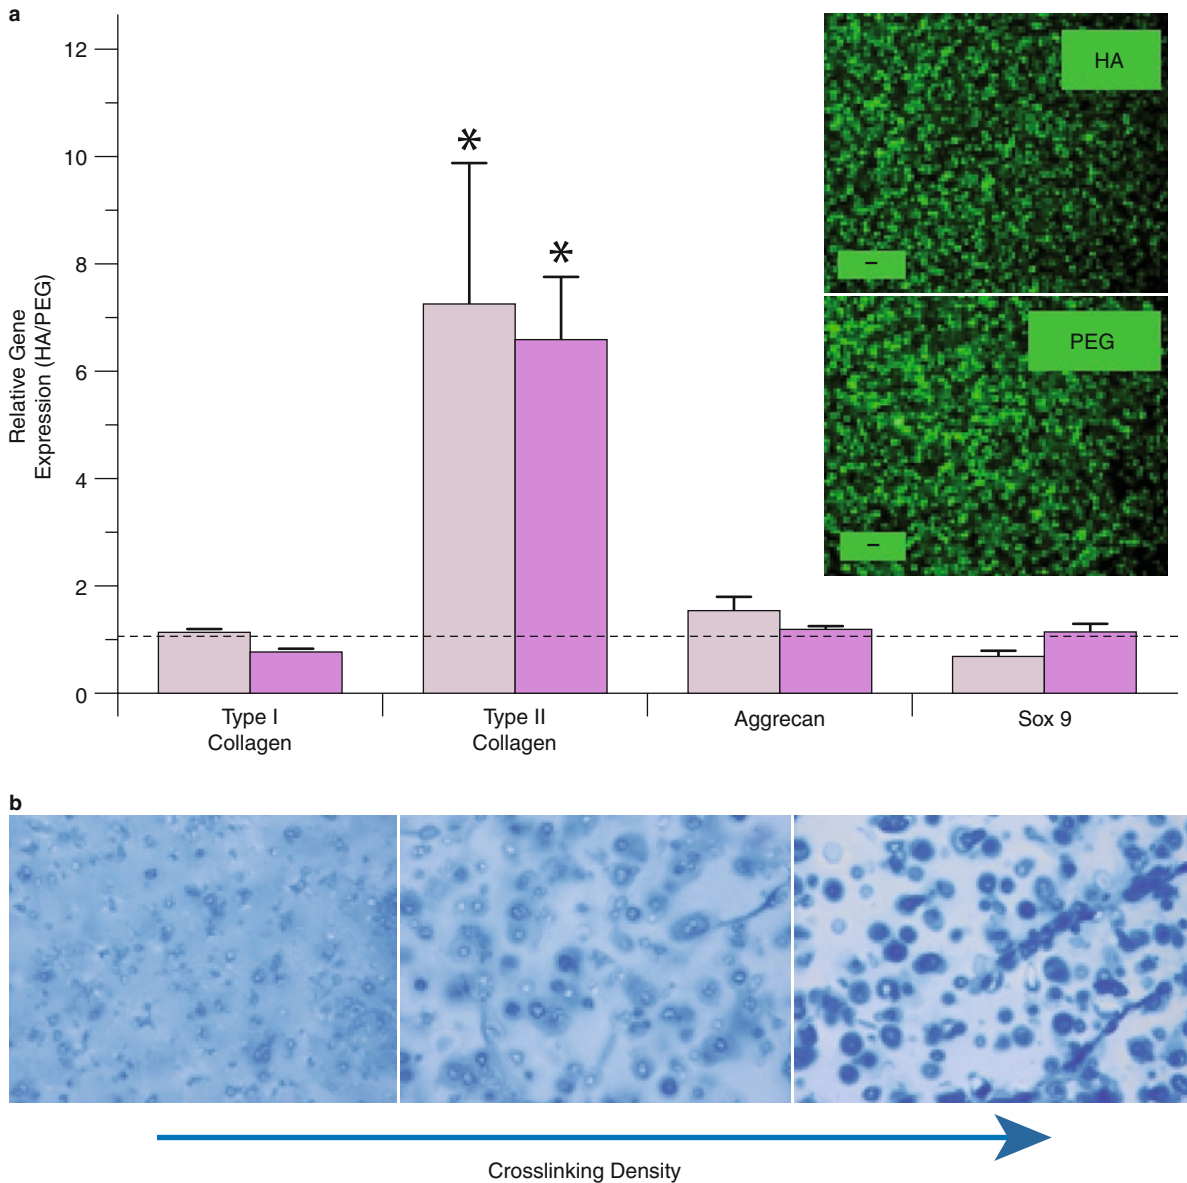 a
12
10
8
6
4
2
0
Relative Gene
Expression (HA/PEG)
*
*
HA
PEG
Type I
Collagen
Type II
Collagen
Aggrecan
Sox 9
b
Crosslinking Density